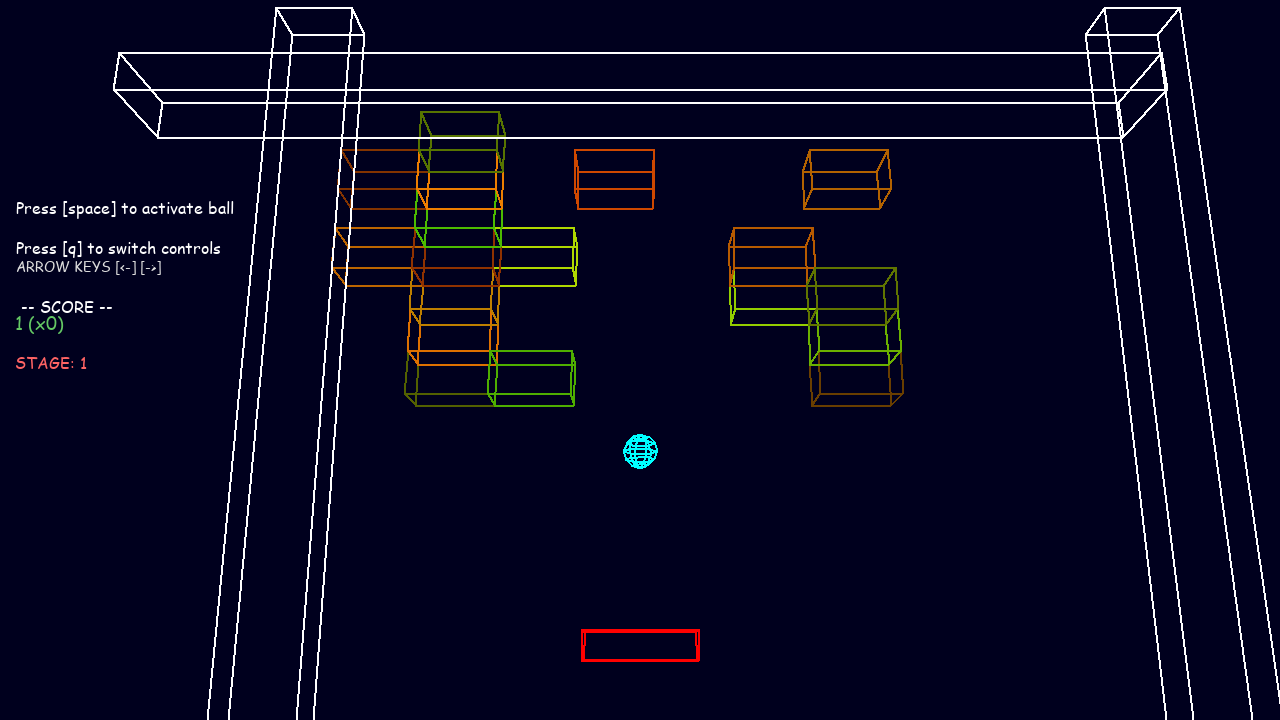 Press [space] to activate ball
Press [q] to switch controls
ARROW KEYS [<-] [->]
-- SCORE --
1 (x0)
STAGE: 1